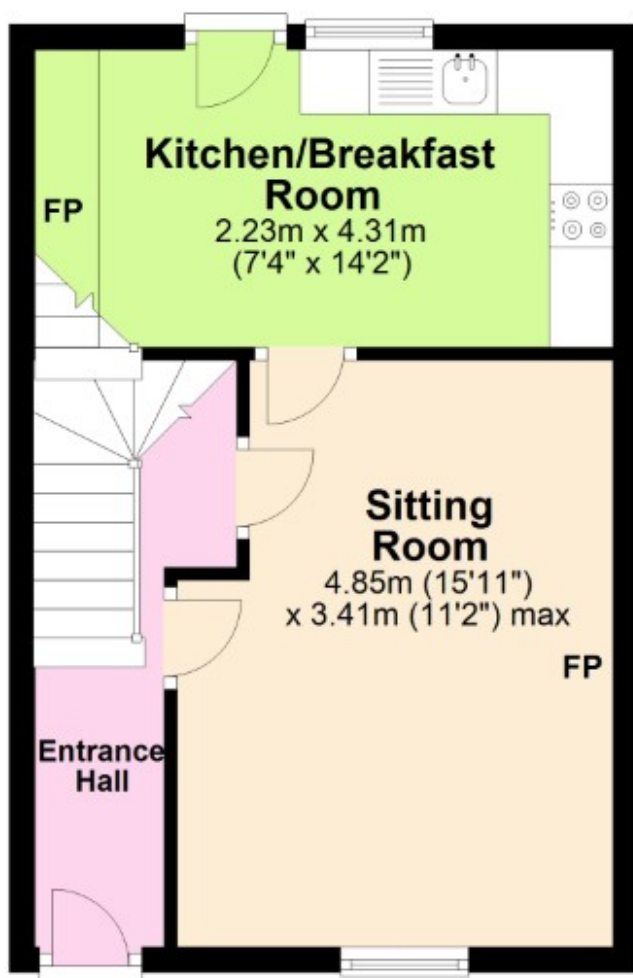 Kitchen/Breakfast
Room
2.23m x 4.31m
(7'4" x 14'2")
FP
Sitting
Room
4.85m (15'11")
x 3.41m (11'2") max
FP
Entrance
Hall